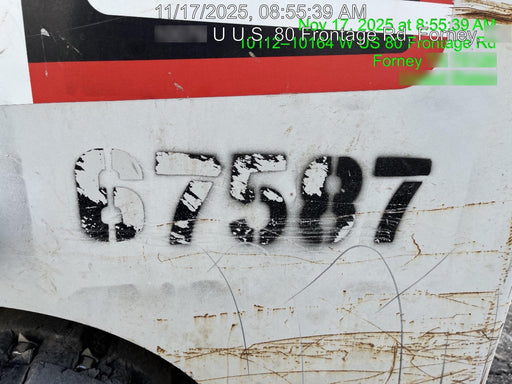 11/17/2025, 08:55:39 AM
Nov 17, 2025 at 8:55:39 AM
U U.S. 80 Frontage Rd, Forney
10112–10164 W US 80 Frontage Rd
Forney
67587